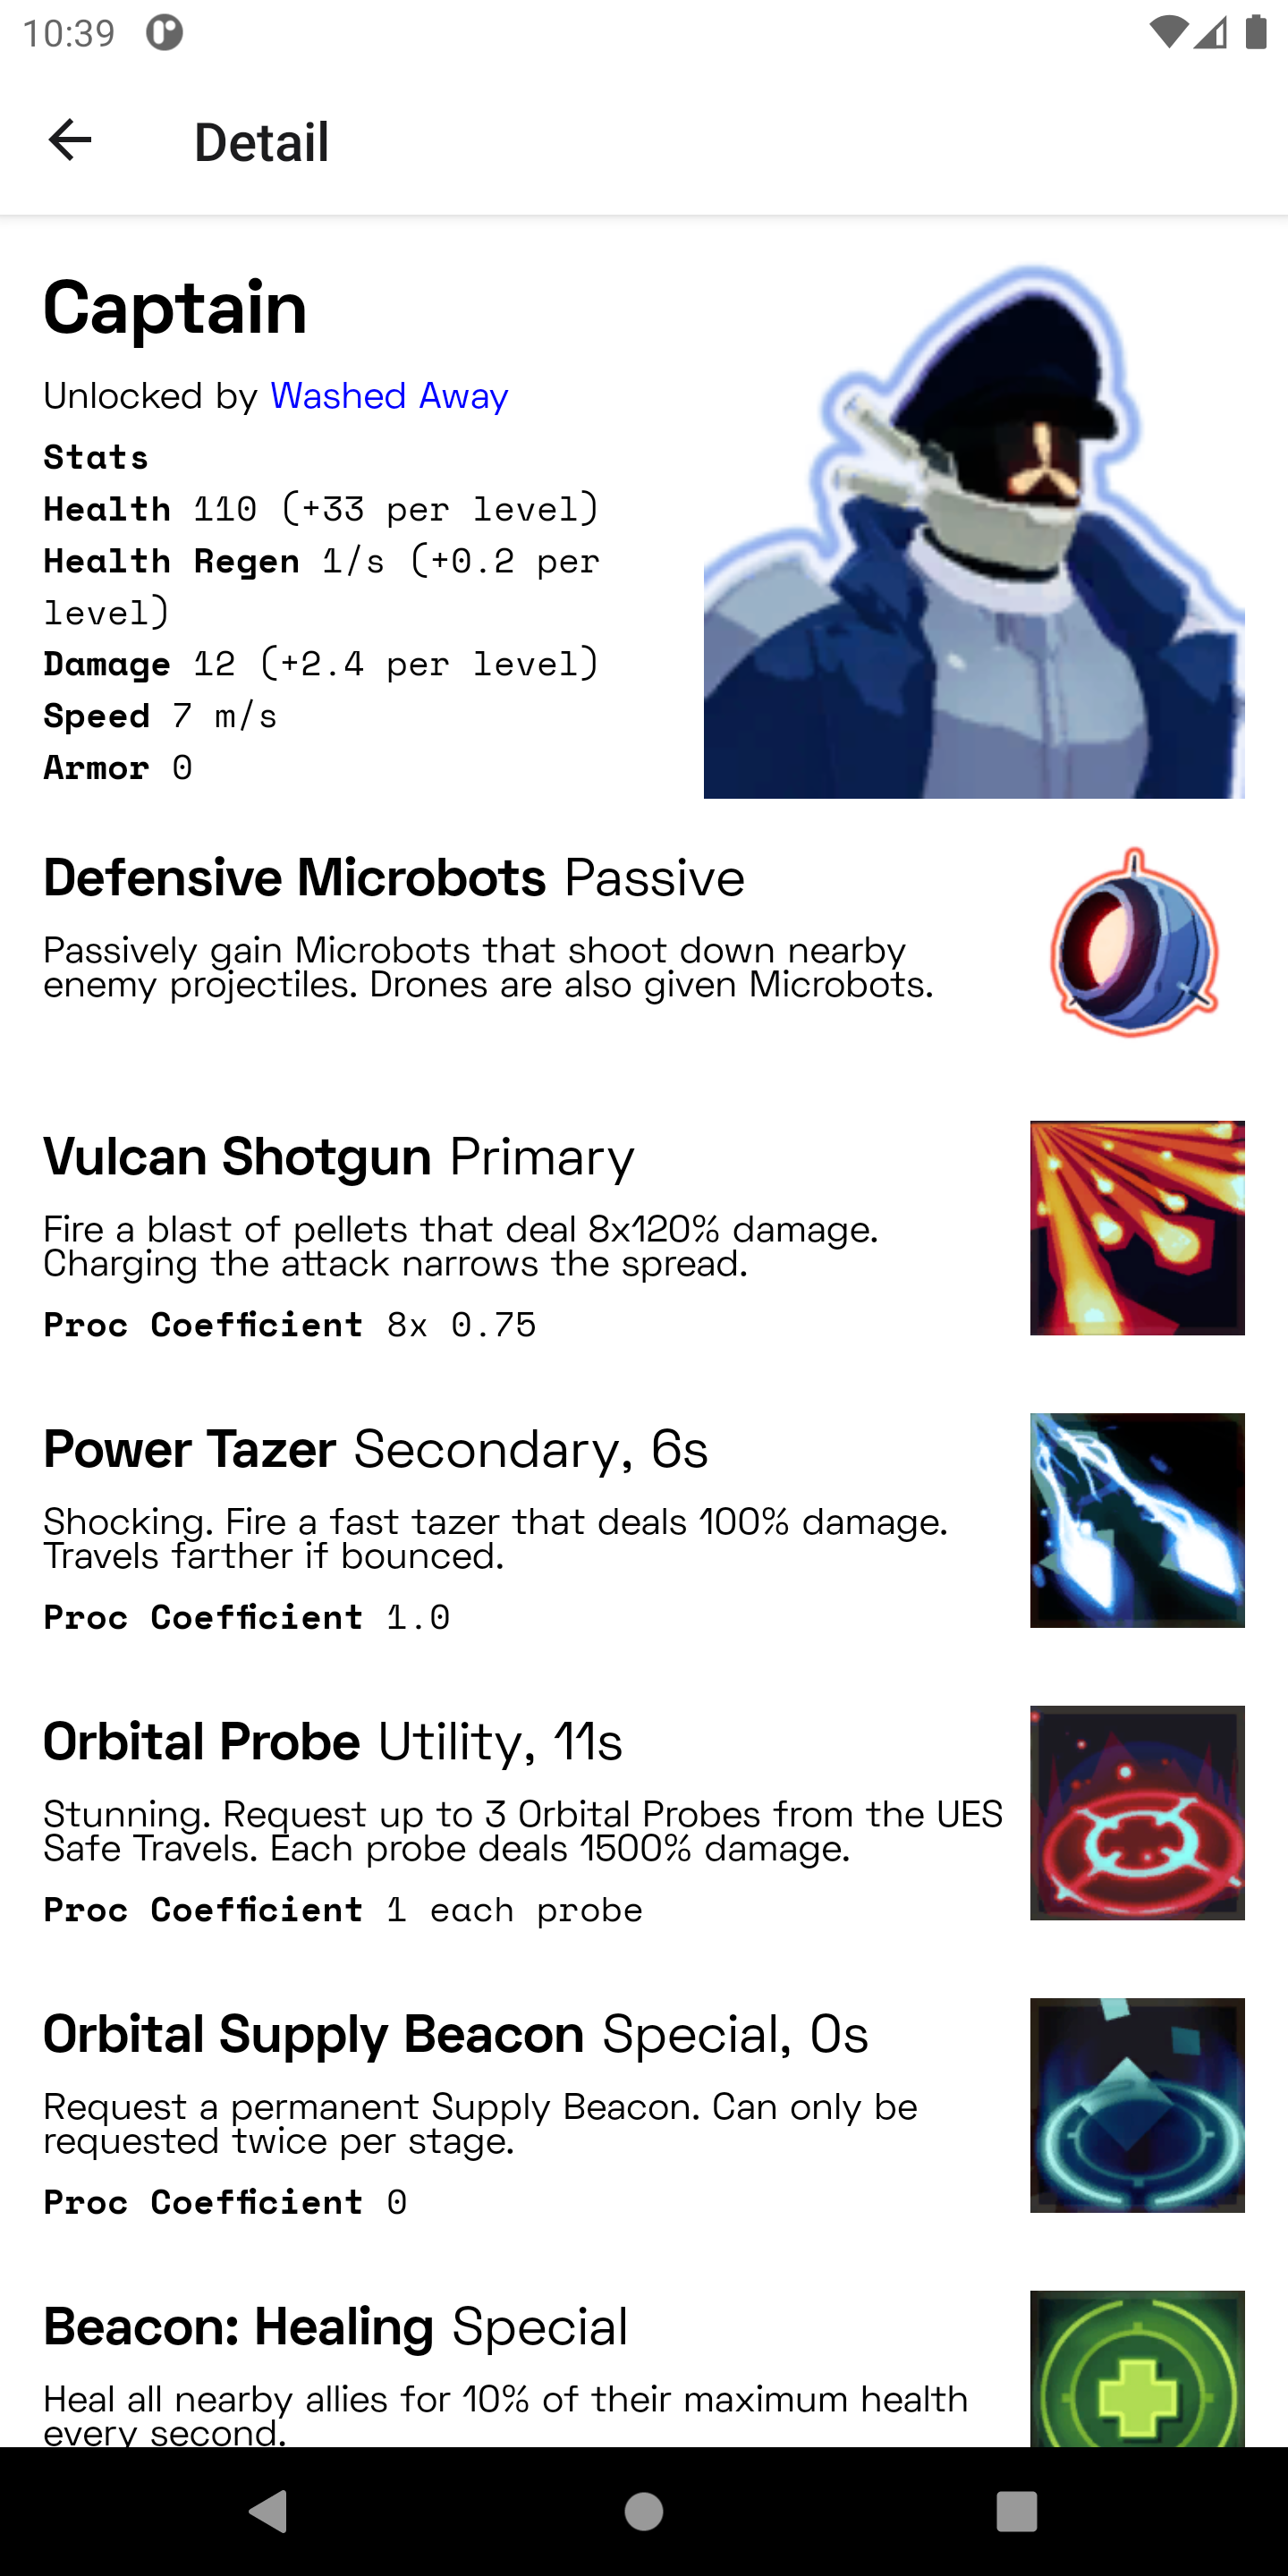 10:39
Detail
Captain
Unlocked by Washed Away
Stats
Health 110 (+33 per level)
Health Regen 1/s (+0.2 per
level)
Damage 12 (+2.4 per level)
Speed 7 m/s
Armor 0
Defensive Microbots Passive
Passively gain Microbots that shoot down nearby
enemy projectiles. Drones are also given Microbots.
Vulcan Shotgun Primary
Fire a blast of pellets that deal 8x120% damage.
Charging the attack narrows the spread.
Proc Coefficient 8x 0.75
Power Tazer Secondary, 6s
Shocking. Fire a fast tazer that deals 100% damage.
Travels farther if bounced.
Proc Coefficient 1.0
Orbital Probe Utility, 11s
Stunning. Request up to 3 Orbital Probes from the UES
Safe Travels. Each probe deals 1500% damage.
Proc Coefficient 1 each probe
Orbital Supply Beacon Special, 0s
Request a permanent Supply Beacon. Can only be
requested twice per stage.
Proc Coefficient 0
Beacon: Healing Special
Heal all nearby allies for 10% of their maximum health
every second.